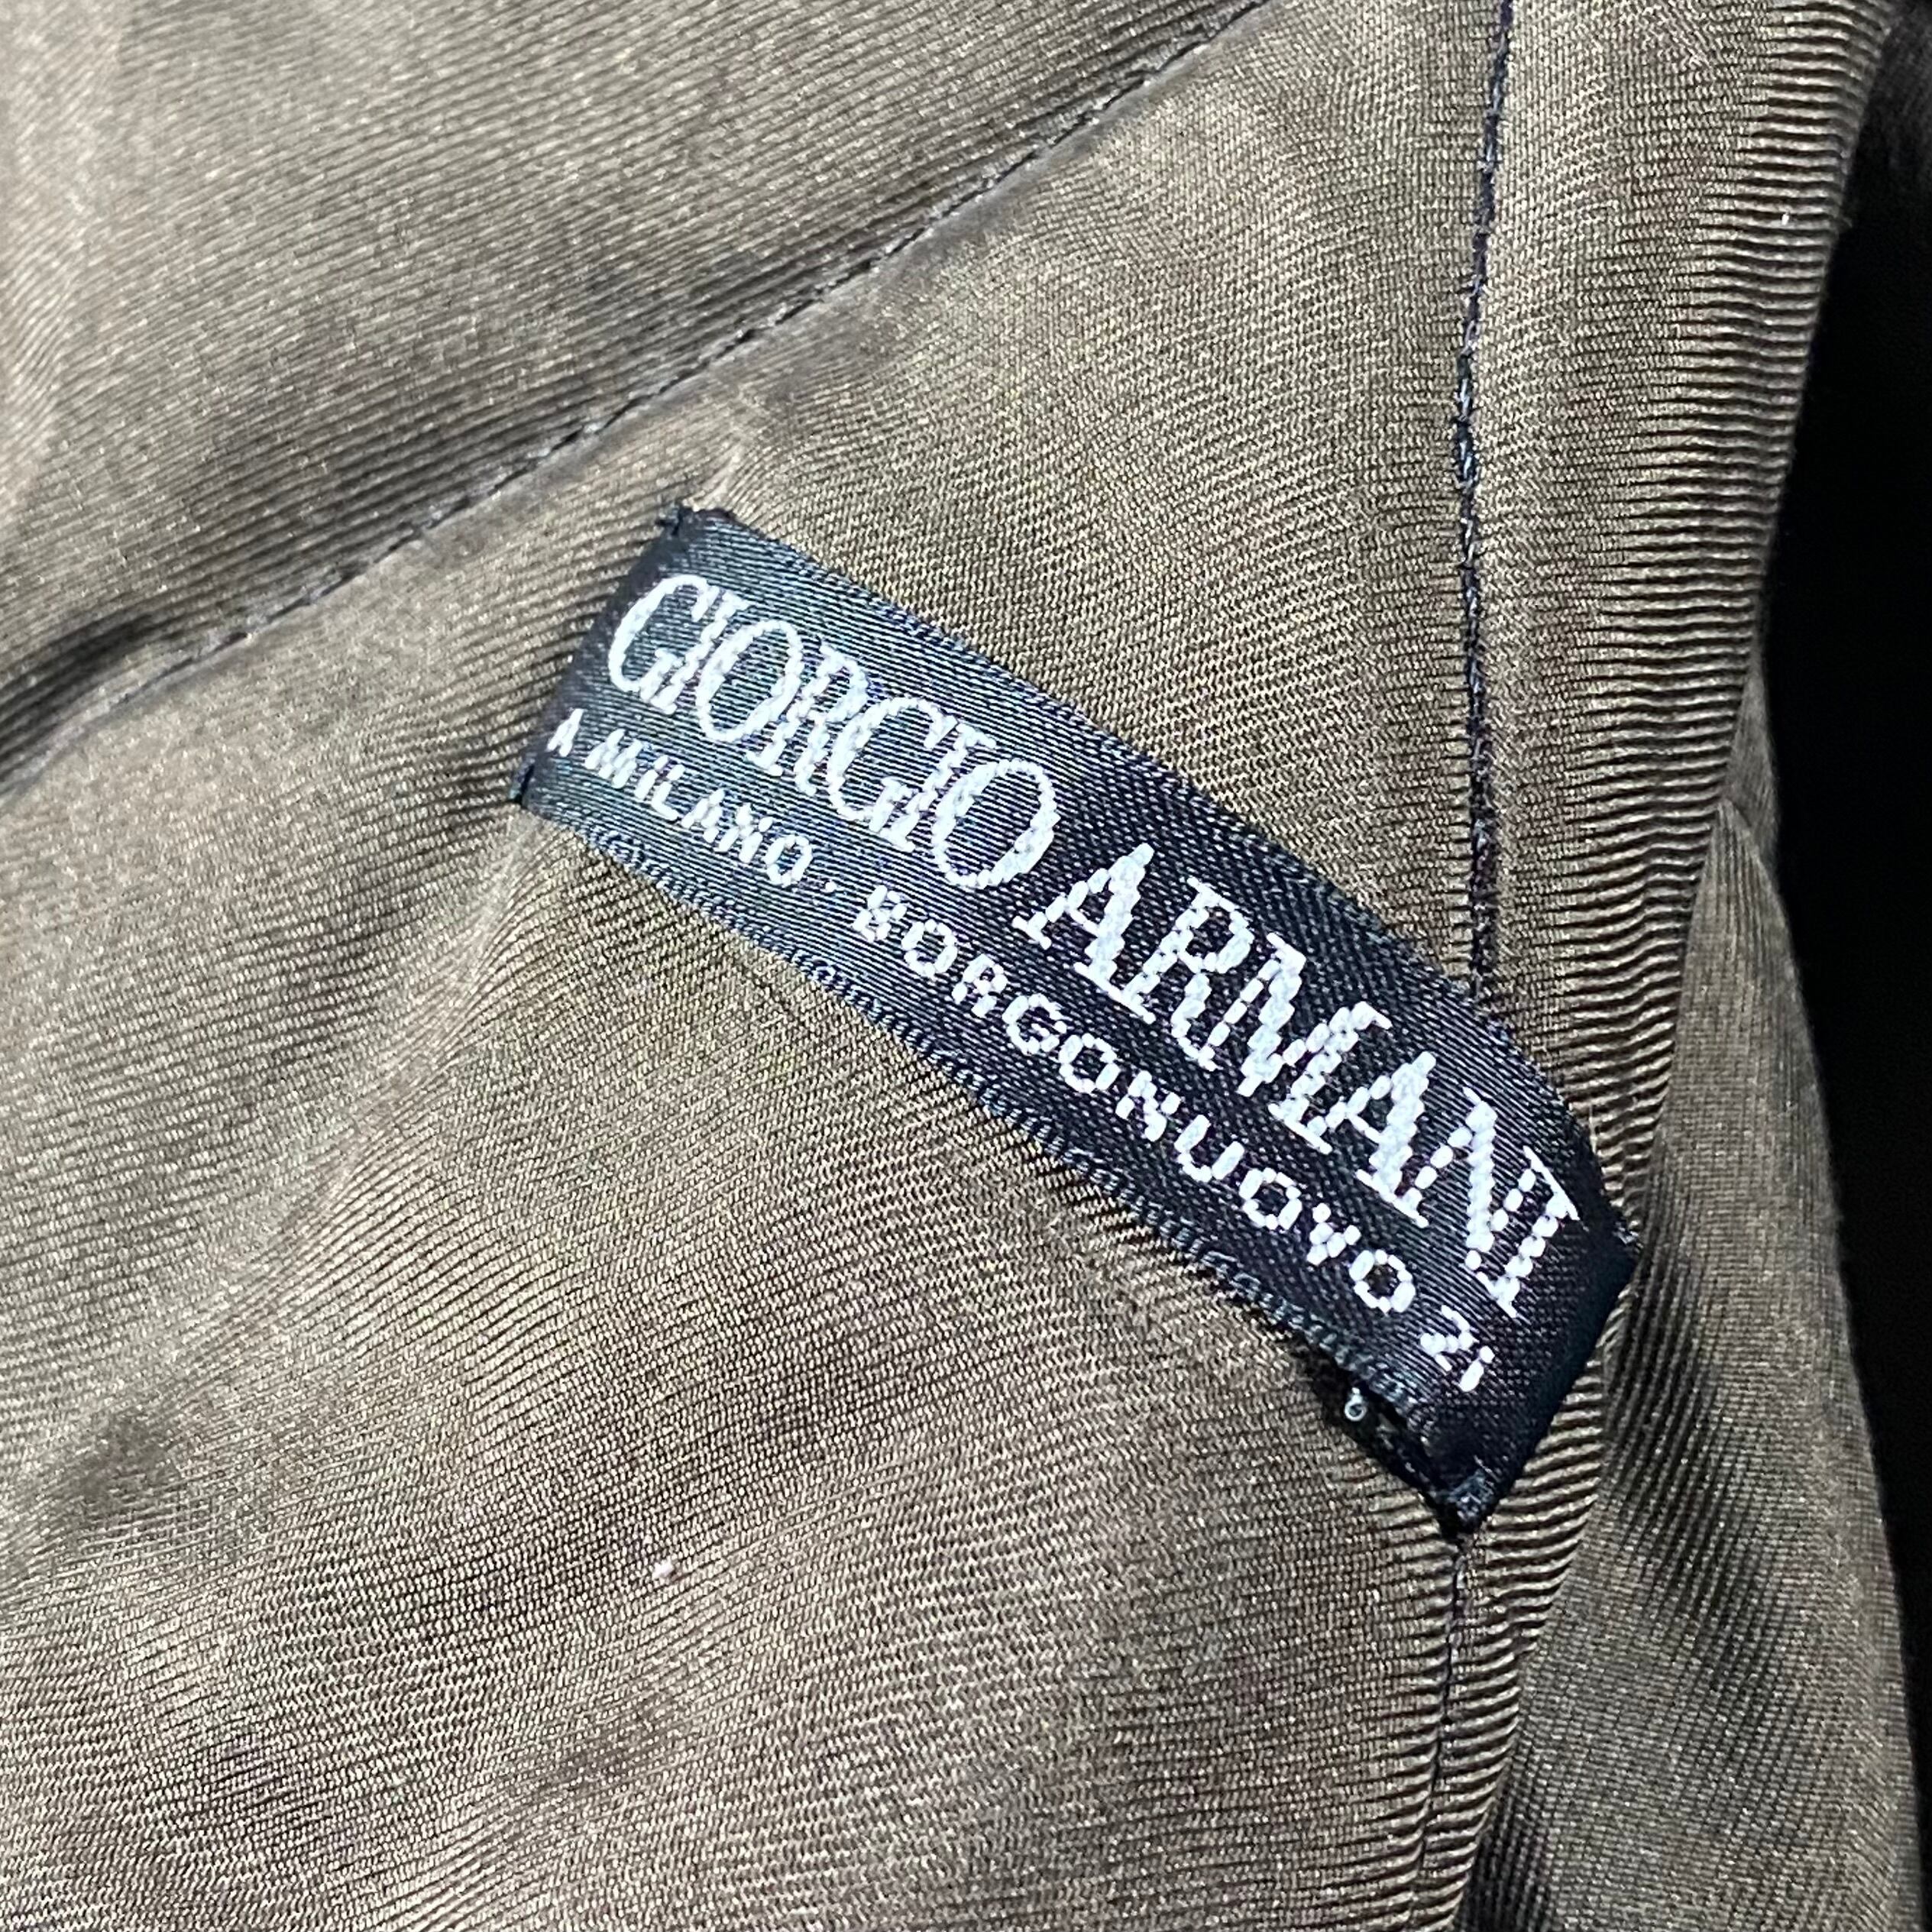 GIORGIO ARMANI
A MILANO · BORGONUOVO 21